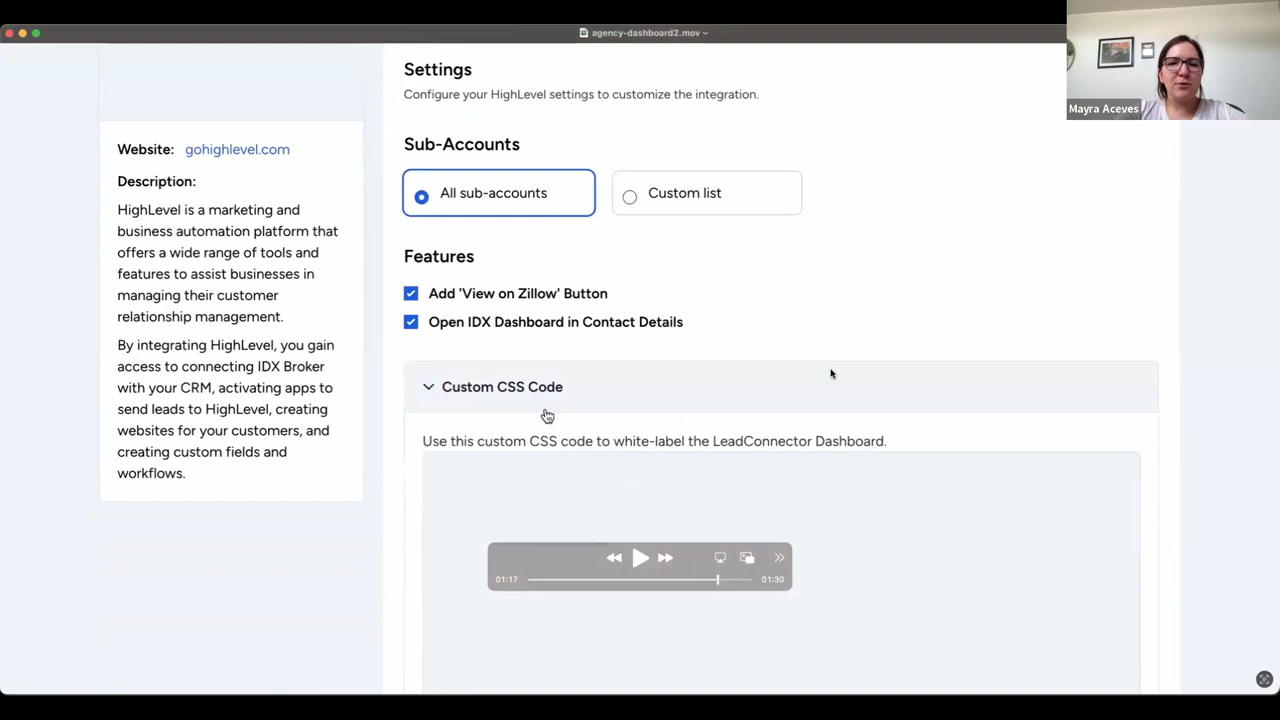 agency-dashboard2.mov
Mayra Aceves
Website: gohighlevel.com
Description:
HighLevel is a marketing and
business automation platform that
offers a wide range of tools and
features to assist businesses in
managing their customer
relationship management.
By integrating HighLevel, you gain
access to connecting IDX Broker
with your CRM, activating apps to
send leads to HighLevel, creating
websites for your customers, and
creating custom fields and
workflows.
Settings
Configure your HighLevel settings to customize the integration.
Sub-Accounts
All sub-accounts
Custom list
Features
Add 'View on Zillow' Button
Open IDX Dashboard in Contact Details
Custom CSS Code
Use this custom CSS code to white-label the LeadConnector Dashboard.
01:17
01:30